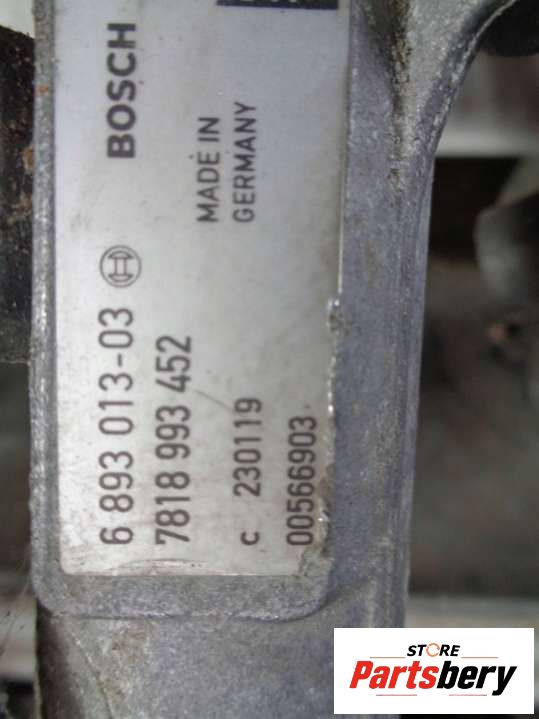 BOSCH
MADE IN
GERMANY
6 893 013-03
7818 993 452
c 230119
00566903
STORE
Partsbery